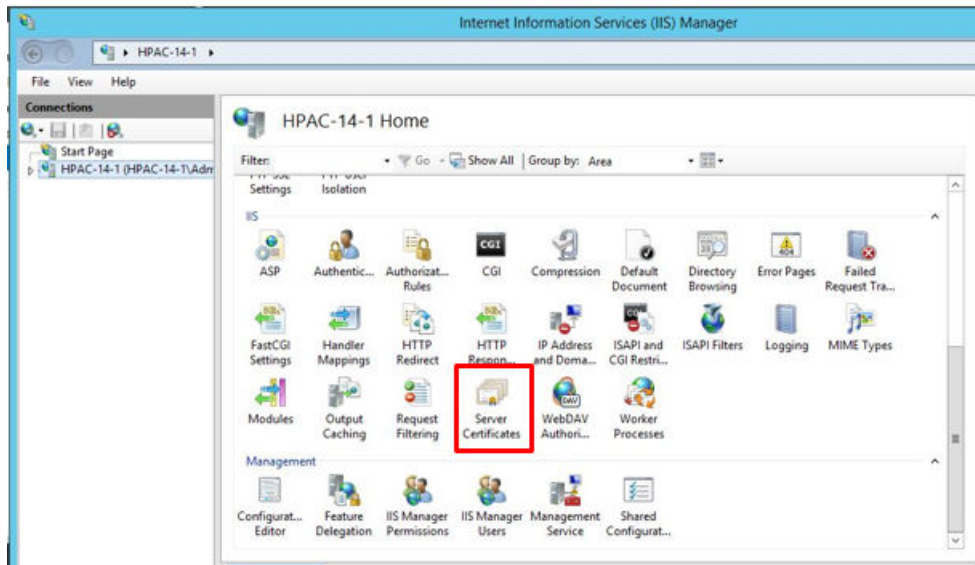 Internet Information Services (IIS) Manager
HPAC-14-1
File View Help
Connections
Start Page
HPAC-14-1 (HPAC-14-1\Adm
HPAC-14-1 Home
Filter: Go Show All Group by: Area
Settings Isolation
IIS
ASP Authentic... Authorizat... CGI Compression Default Directory Error Pages Failed
Rules Document Browsing Request Tra...
CGI
404
FastCGI Handler HTTP HTTP IP Address ISAPI and ISAPI Filters Logging MIME Types
Settings Mappings Redirect Respon... and Doma... CGI Restri...
Modules Output Request Server WebDAV Worker
Caching Filtering Certificates Authori... Processes
DAV
Management
Configurat... Feature IIS Manager IIS Manager Management Shared
Editor Delegation Permissions Users Service Configurat...